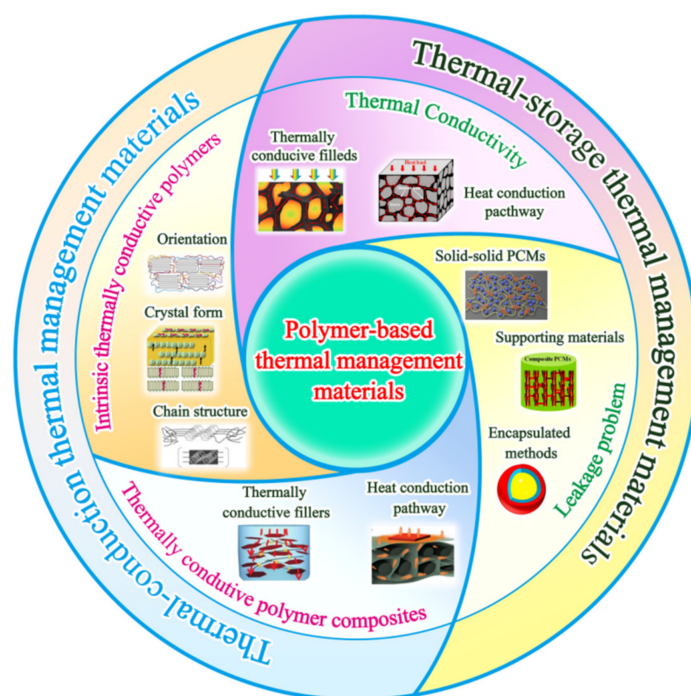 Thermal-storage thermal management materials
Thermal-conduction thermal management materials
Thermal Conductivity
Thermally
conducive filleds
Heat load
Heat conduction
pacthway
Intrinsic thermally conductive polymers
Orientation
Crystal form
Chain structure
Solid-solid PCMs
Supporting materials
Composite PCMs
Encapsulated
methods
Leakage problem
Polymer-based
thermal management
materials
Thermally
conductive fillers
Heat conduction
pathway
Thermally condutive polymer composites